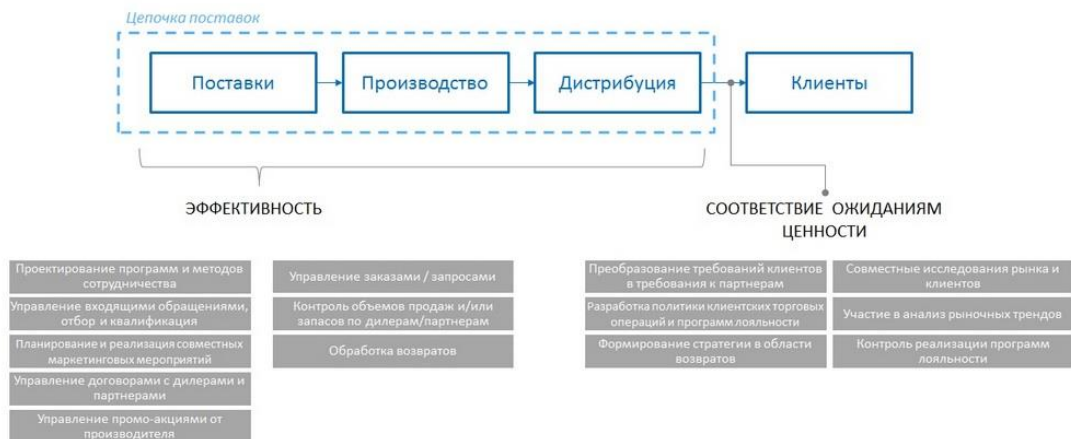 Цепочка поставок
Поставки
Производство
Дистрибуция
Клиенты
ЭФФЕКТИВНОСТЬ
СООТВЕТСТВИЕ ОЖИДАНИЯМ
ЦЕННОСТИ
Проектирование программ и методов
сотрудничества
Управление входящими обращениями,
отбор и квалификация
Планирование и реализация совместных
маркетинговых мероприятий
Управление договорами с дилерами и
партнерами
Управление промо-акциями от
производителя
Управление заказами / запросами
Контроль объемов продаж и/или
запасов по дилерам/партнерам
Обработка возвратов
Преобразование требований клиентов
в требования к партнерам
Разработка политики клиентских торговых
операций и программ лояльности
Формирование стратегии в области
возвратов
Совместные исследования рынка и
клиентов
Участие в анализ рыночных трендов
Контроль реализации программ
лояльности